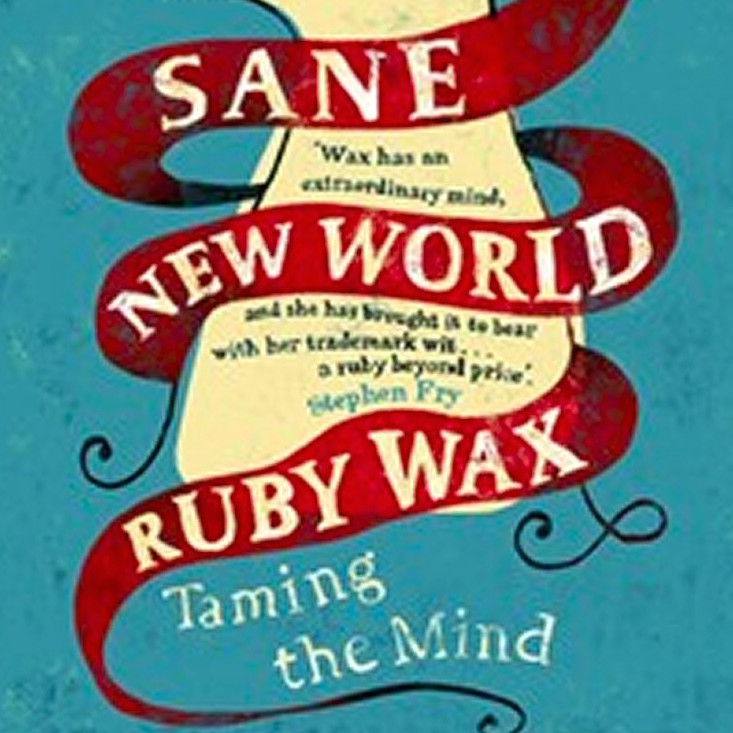 SANE
'Wax has an
extraordinary mind,
NEW WORLD
and she has brought it to bear
with her trademark wit...
a ruby beyond price'.
Stephen Fry
RUBY WAX
Taming
the Mind